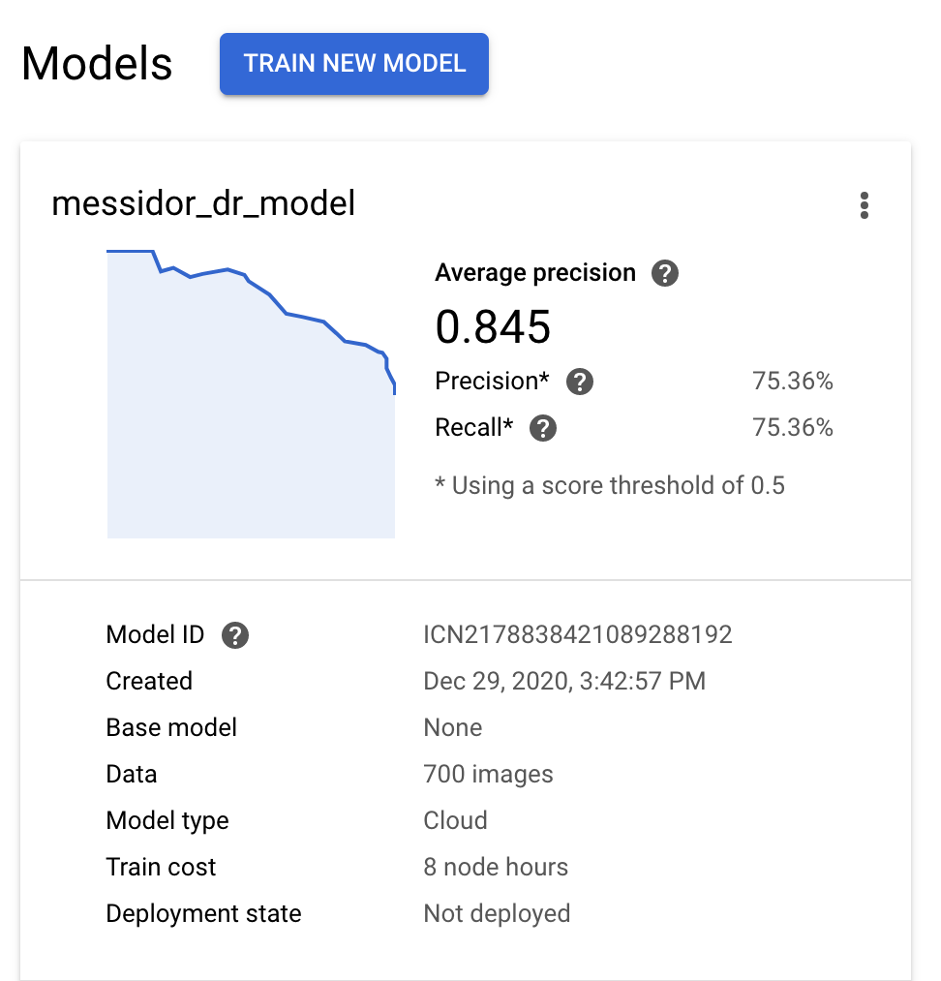 Models
TRAIN NEW MODEL
messidor_dr_model
Average precision ?
0.845
Precision* ? 75.36%
Recall* ? 75.36%
* Using a score threshold of 0.5
Model ID ? ICN2178838421089288192
Created Dec 29, 2020, 3:42:57 PM
Base model None
Data 700 images
Model type Cloud
Train cost 8 node hours
Deployment state Not deployed